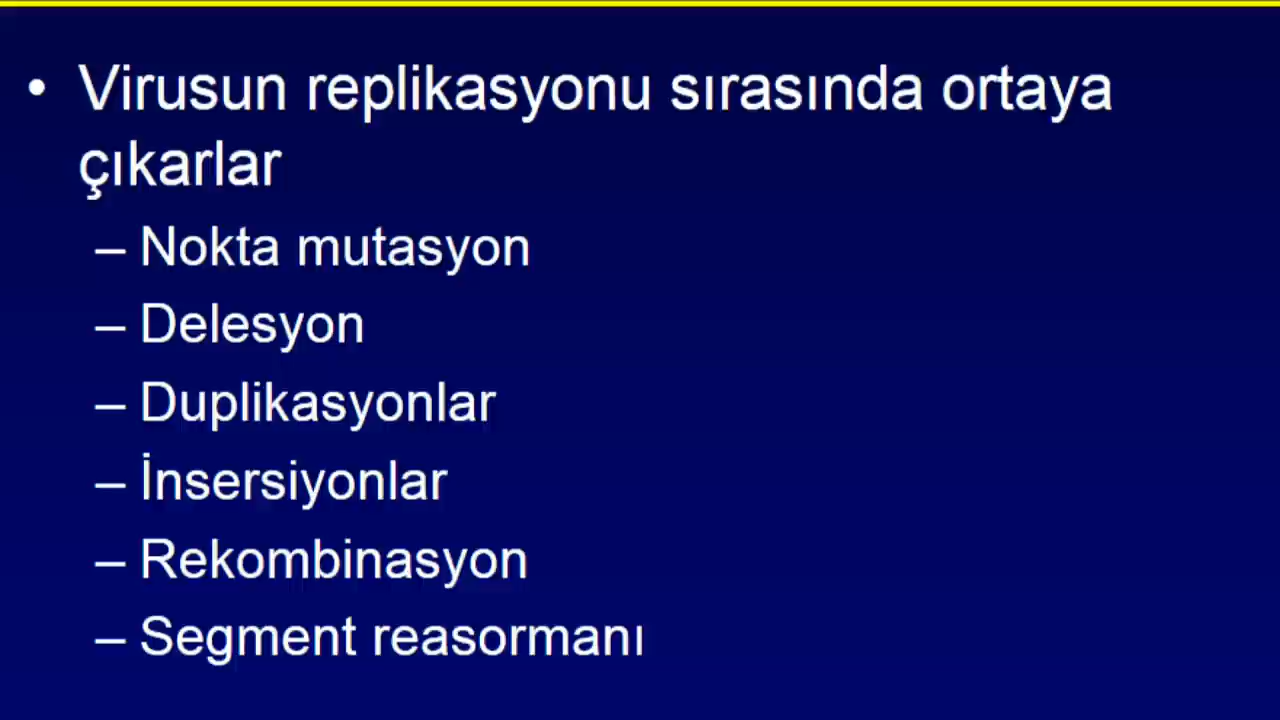 • Virusun replikasyonu sırasında ortaya
çıkarlar
– Nokta mutasyon
– Delesyon
– Duplikasyonlar
– İnsersiyonlar
– Rekombinasyon
– Segment reasormanı